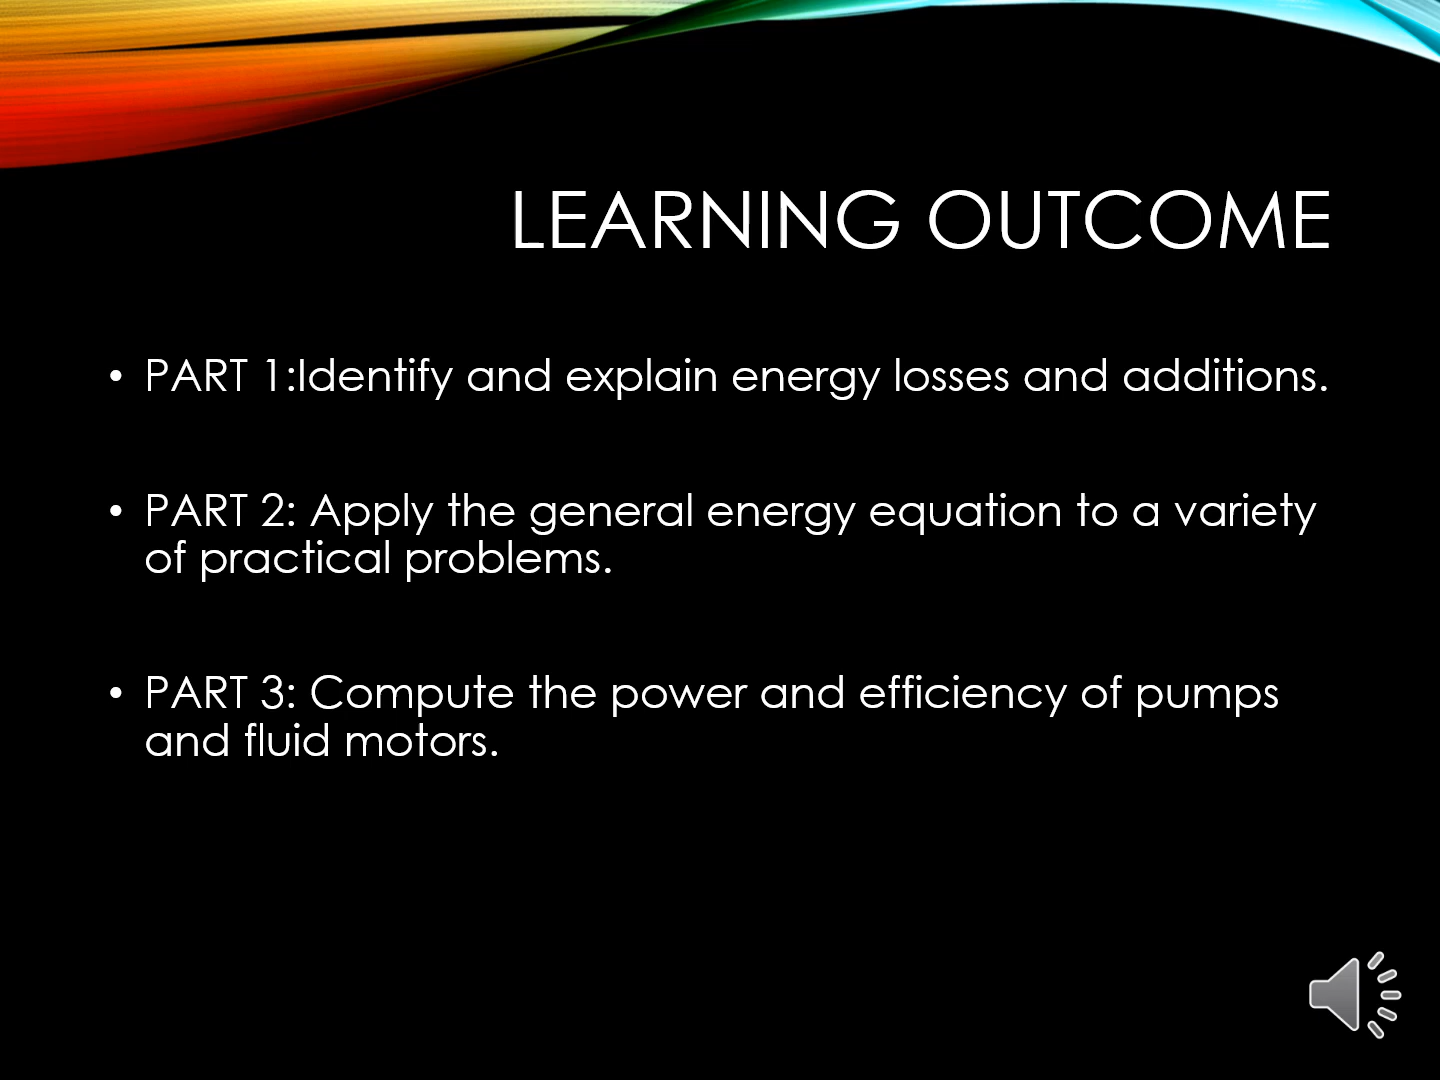 LEARNING OUTCOME
• PART 1:Identify and explain energy losses and additions.
• PART 2: Apply the general energy equation to a variety
of practical problems.
• PART 3: Compute the power and efficiency of pumps
and fluid motors.